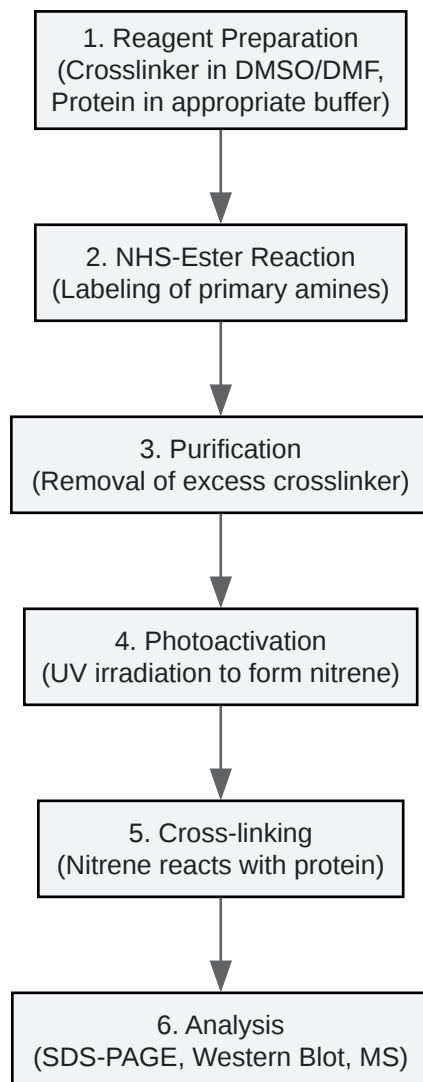 1. Reagent Preparation
(Crosslinker in DMSO/DMF,
Protein in appropriate buffer)
2. NHS-Ester Reaction
(Labeling of primary amines)
3. Purification
(Removal of excess crosslinker)
4. Photoactivation
(UV irradiation to form nitrene)
5. Cross-linking
(Nitrene reacts with protein)
6. Analysis
(SDS-PAGE, Western Blot, MS)